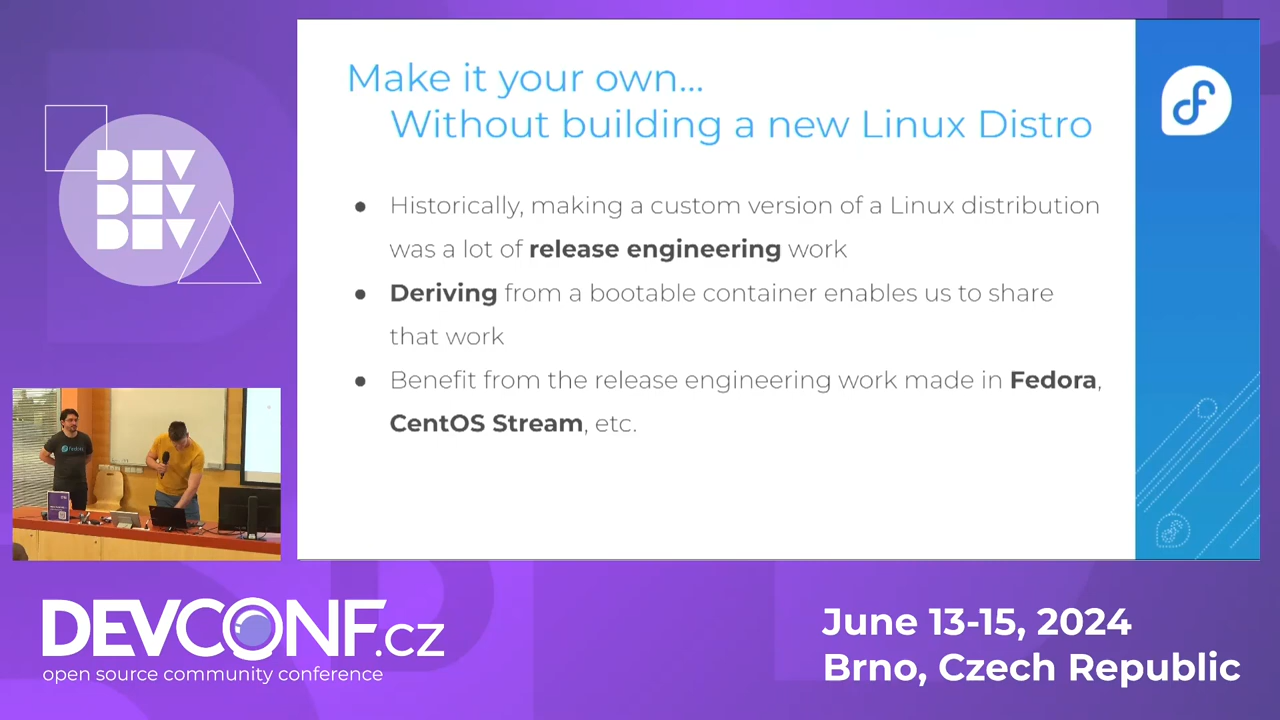 Make it your own...
Without building a new Linux Distro
DEV
DEV
DEV
● Historically, making a custom version of a Linux distribution
was a lot of release engineering work
● Deriving from a bootable container enables us to share
that work
● Benefit from the release engineering work made in Fedora,
CentOS Stream, etc.
DEVCONF.cz
open source community conference
June 13-15, 2024
Brno, Czech Republic